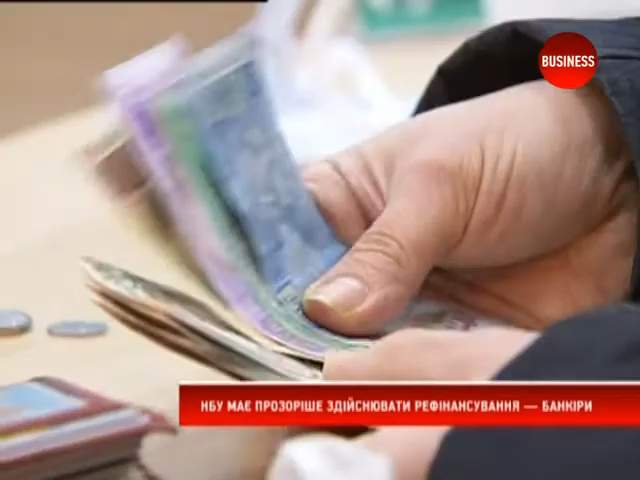 BUSINESS
НБУ МАЄ ПРОЗОРІШЕ ЗДІЙСНЮВАТИ РЕФІНАНСУВАННЯ — БАНКІРИ